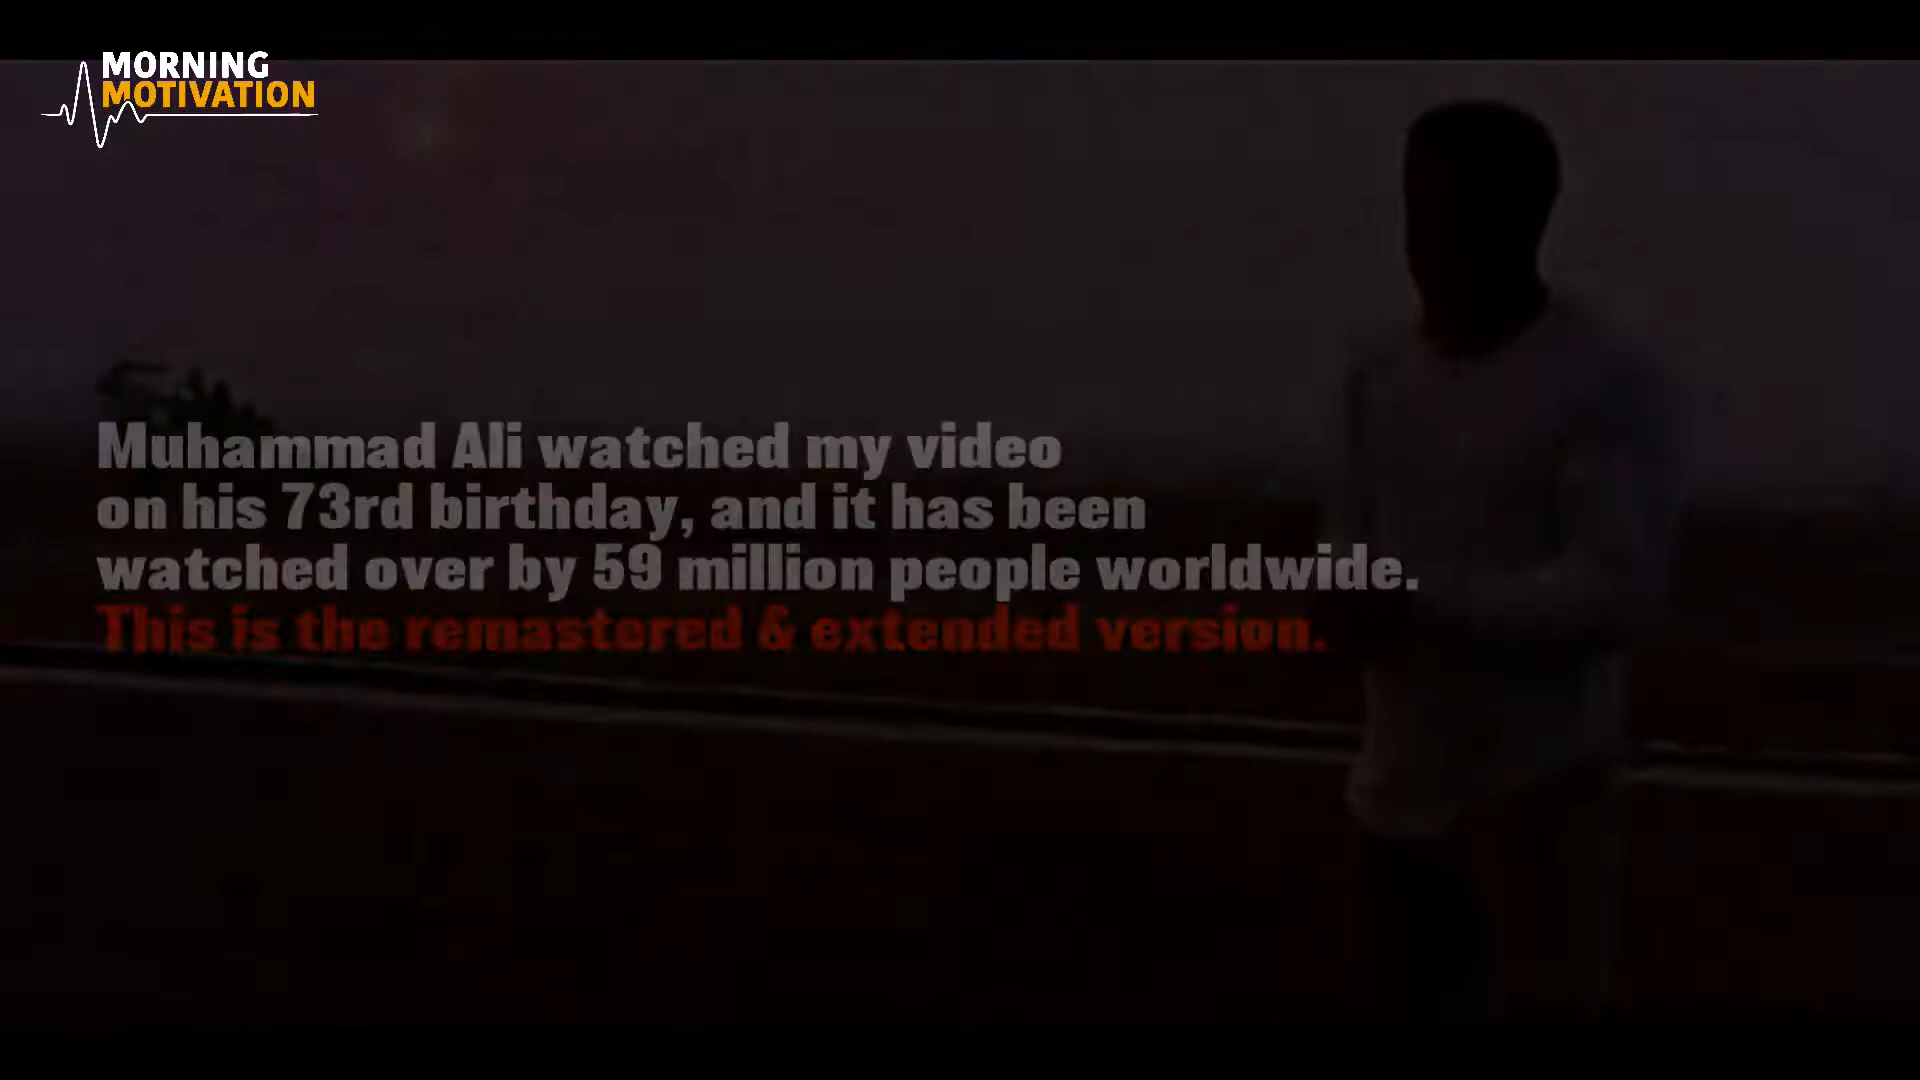 MORNING
MOTIVATION
Muhammad Ali watched my video
on his 73rd birthday, and it has been
watched over by 59 million people worldwide.
This is the remastered & extended version.